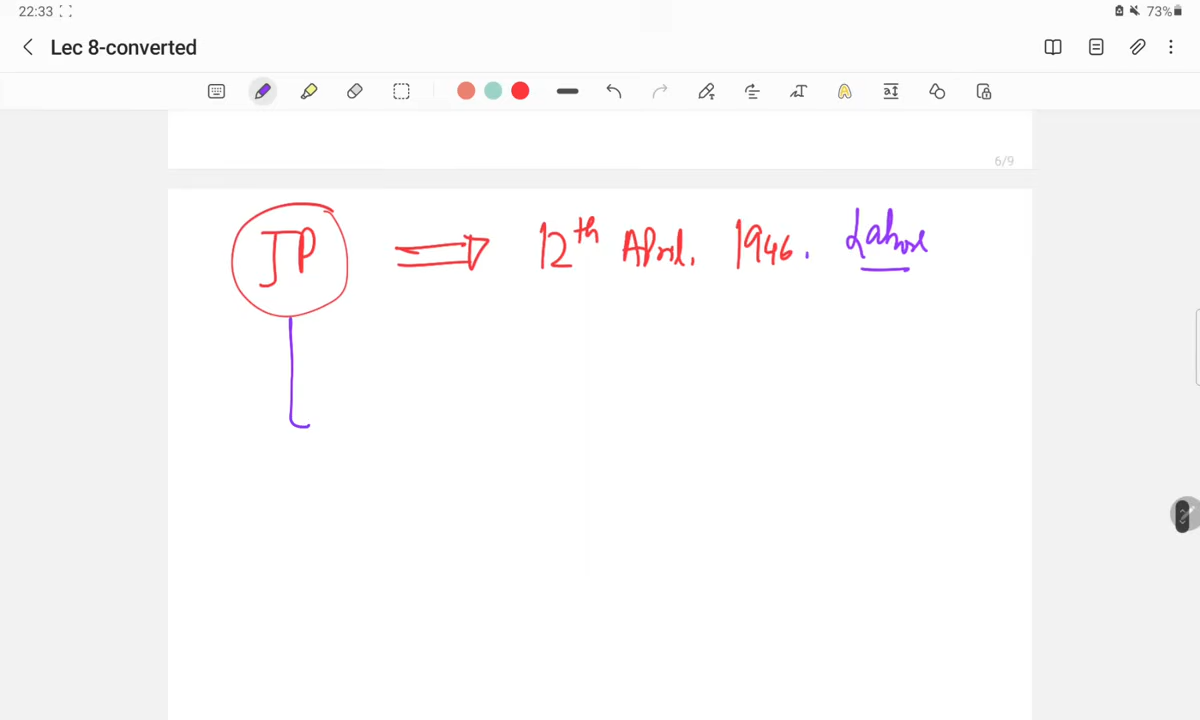 22:33
73%
Lec 8-converted
6/9
JP ⇒ 12th April. 1946. Lahore